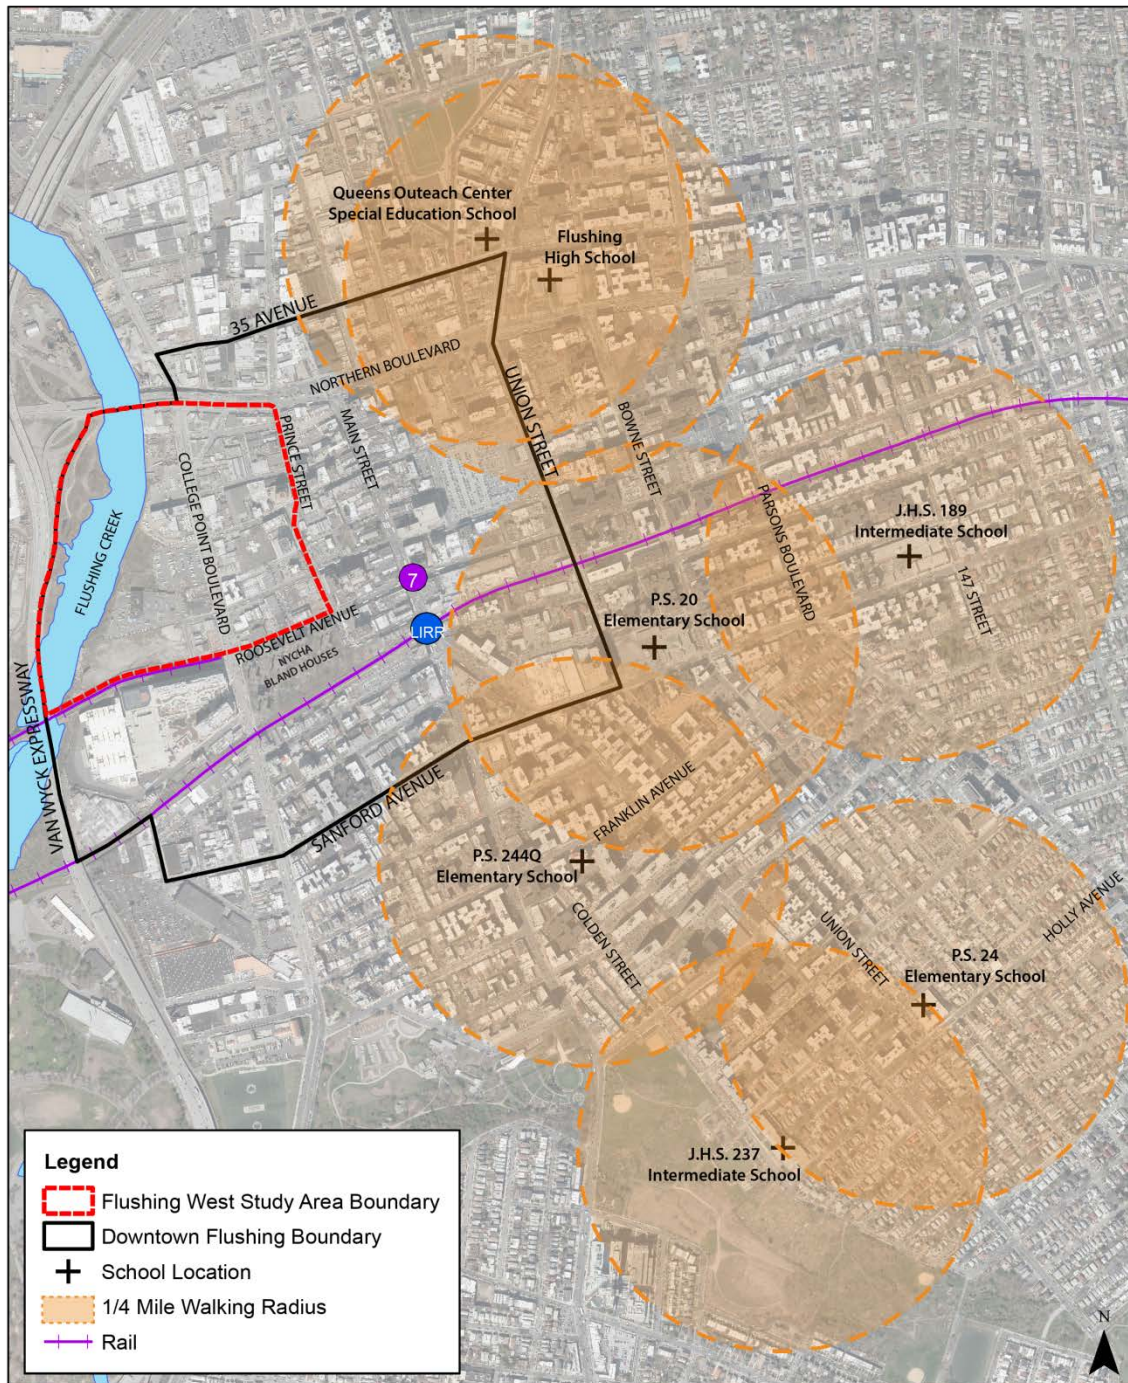 Queens Outeach Center
Special Education School
Flushing
High School
35 AVENUE
NORTHERN BOULEVARD
UNION STREET
BOWNE STREET
MAIN STREET
PRINCE STREET
COLLEGE POINT BOULEVARD
FLUSHING CREEK
PARSONS BOULEVARD
J.H.S. 189
Intermediate School
147 STREET
7
LIRR
P.S. 20
Elementary School
ROOSEVELT AVENUE
NYCHA
BLAND HOUSES
VAN WYCK EXPRESSWAY
SANFORD AVENUE
FRANKLIN AVENUE
P.S. 244Q
Elementary School
COLDEN STREET
UNION STREET
HOLLY AVENUE
P.S. 24
Elementary School
J.H.S. 237
Intermediate School
Legend
Flushing West Study Area Boundary
Downtown Flushing Boundary
School Location
1/4 Mile Walking Radius
Rail
N